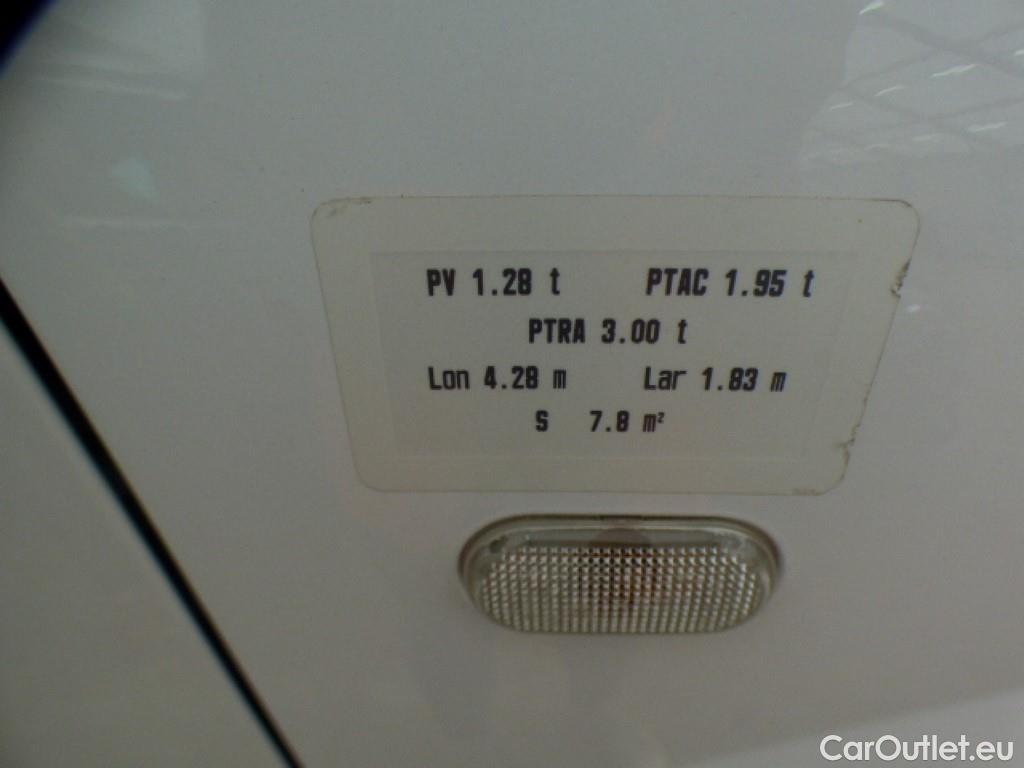 PV 1.28 t PTAC 1.95 t
PTRA 3.00 t
Lon 4.28 m Lar 1.83 m
S 7.8 m²
CarOutlet.eu